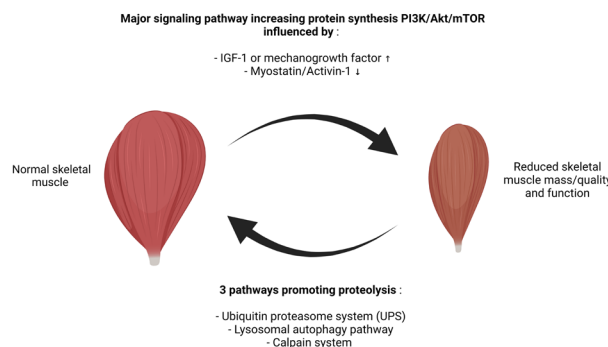 Major signaling pathway increasing protein synthesis PI3K/Akt/mTOR
influenced by :
- IGF-1 or mechanogrowth factor ↑
- Myostatin/Activin-1 ↓
Normal skeletal
muscle
Reduced skeletal
muscle mass/quality
and function
3 pathways promoting proteolysis :
- Ubiquitin proteasome system (UPS)
- Lysosomal autophagy pathway
- Calpain system